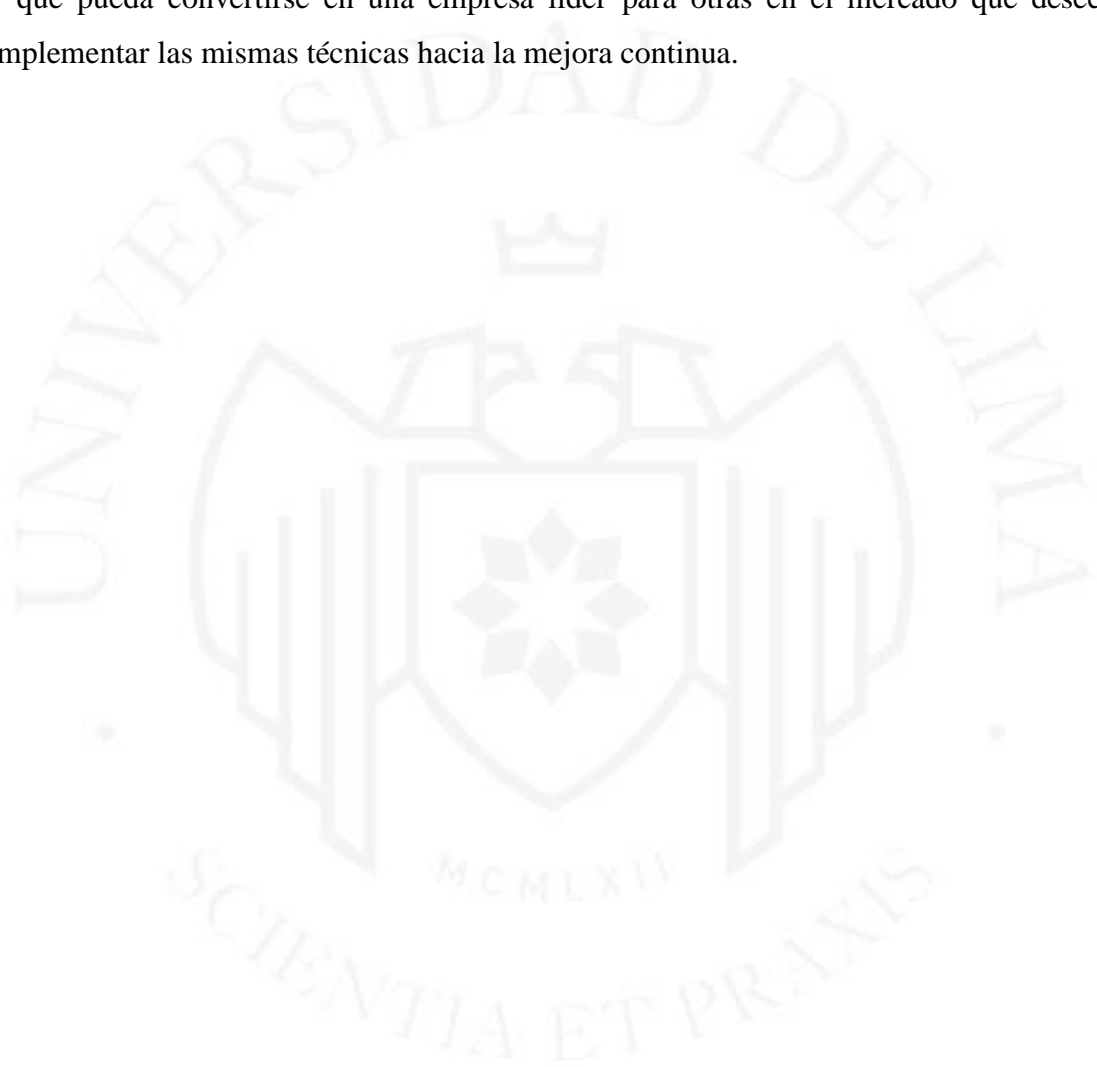 que pueda convertirse en una empresa líder para otras en el mercado que
mplementar las mismas técnicas hacia la mejora continua.
UNIVERSIDAD DE LIMA
MCMLXII
SCIENTIA ET PRAXIS